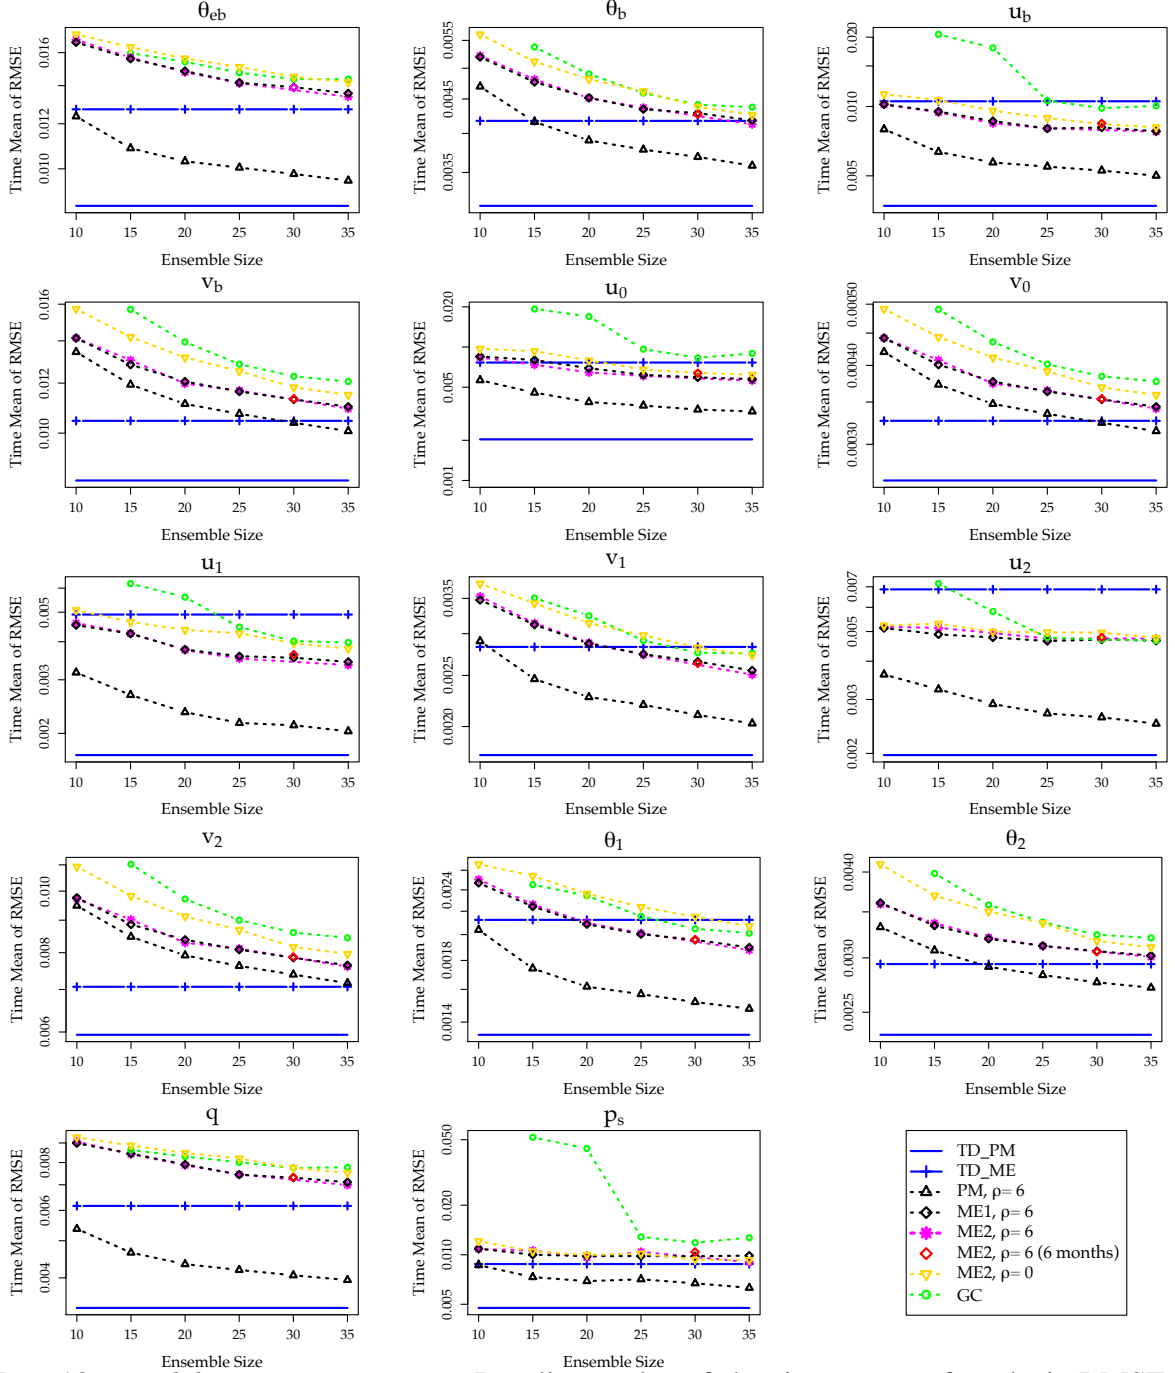 θeb
Time Mean of RMSE
0.010 0.012 0.016
10 15 20 25 30 35
Ensemble Size
θb
Time Mean of RMSE
0.0035 0.0045 0.0055
10 15 20 25 30 35
Ensemble Size
ub
Time Mean of RMSE
0.005 0.010 0.020
10 15 20 25 30 35
Ensemble Size
vb
Time Mean of RMSE
0.010 0.012 0.016
10 15 20 25 30 35
Ensemble Size
u0
Time Mean of RMSE
0.001 0.005 0.020
10 15 20 25 30 35
Ensemble Size
v0
Time Mean of RMSE
0.00030 0.00040 0.00050
10 15 20 25 30 35
Ensemble Size
u1
Time Mean of RMSE
0.002 0.003 0.005
10 15 20 25 30 35
Ensemble Size
v1
Time Mean of RMSE
0.0020 0.0025 0.0035
10 15 20 25 30 35
Ensemble Size
u2
Time Mean of RMSE
0.002 0.003 0.005 0.007
10 15 20 25 30 35
Ensemble Size
v2
Time Mean of RMSE
0.006 0.008 0.010
10 15 20 25 30 35
Ensemble Size
θ1
Time Mean of RMSE
0.0014 0.0018 0.0024
10 15 20 25 30 35
Ensemble Size
θ2
Time Mean of RMSE
0.0025 0.0030 0.0040
10 15 20 25 30 35
Ensemble Size
q
Time Mean of RMSE
0.004 0.006 0.008
10 15 20 25 30 35
Ensemble Size
ps
Time Mean of RMSE
0.005 0.010 0.020 0.050
10 15 20 25 30 35
Ensemble Size
TD_PM
TD_ME
PM, ρ= 6
ME1, ρ= 6
ME2, ρ= 6
ME2, ρ= 6 (6 months)
ME2, ρ= 0
GC